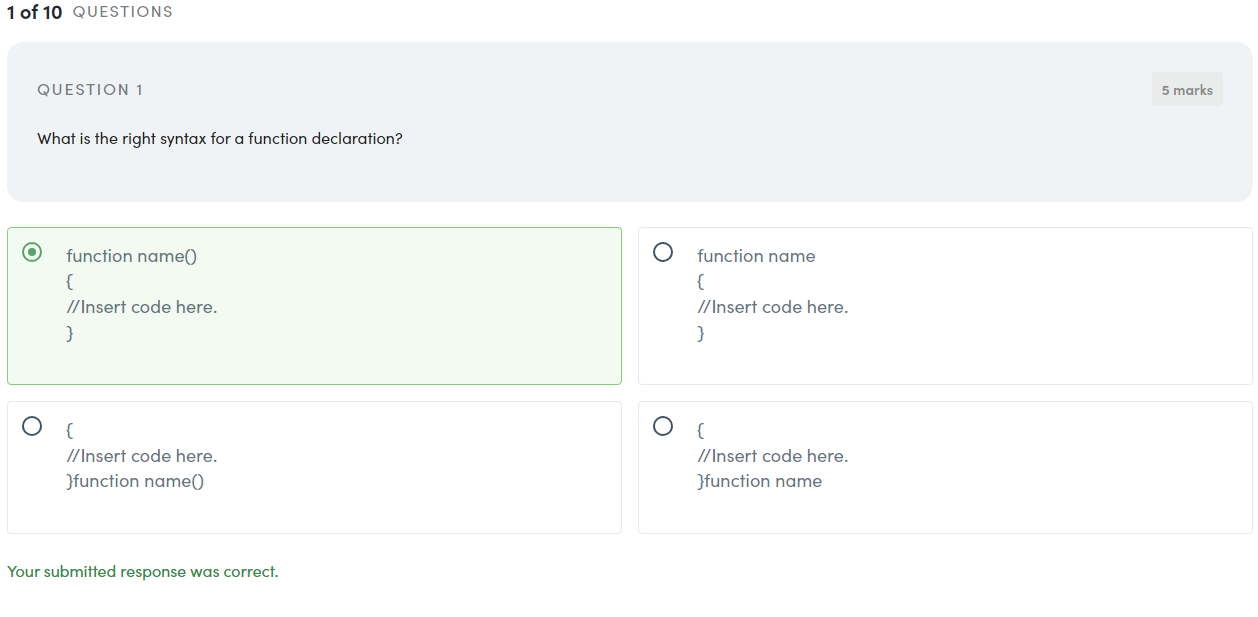 1 of 10 QUESTIONS
QUESTION 1
5 marks
What is the right syntax for a function declaration?
function name()
{
//Insert code here.
}
function name
{
//Insert code here.
}
{
//Insert code here.
}function name()
{
//Insert code here.
}function name
Your submitted response was correct.